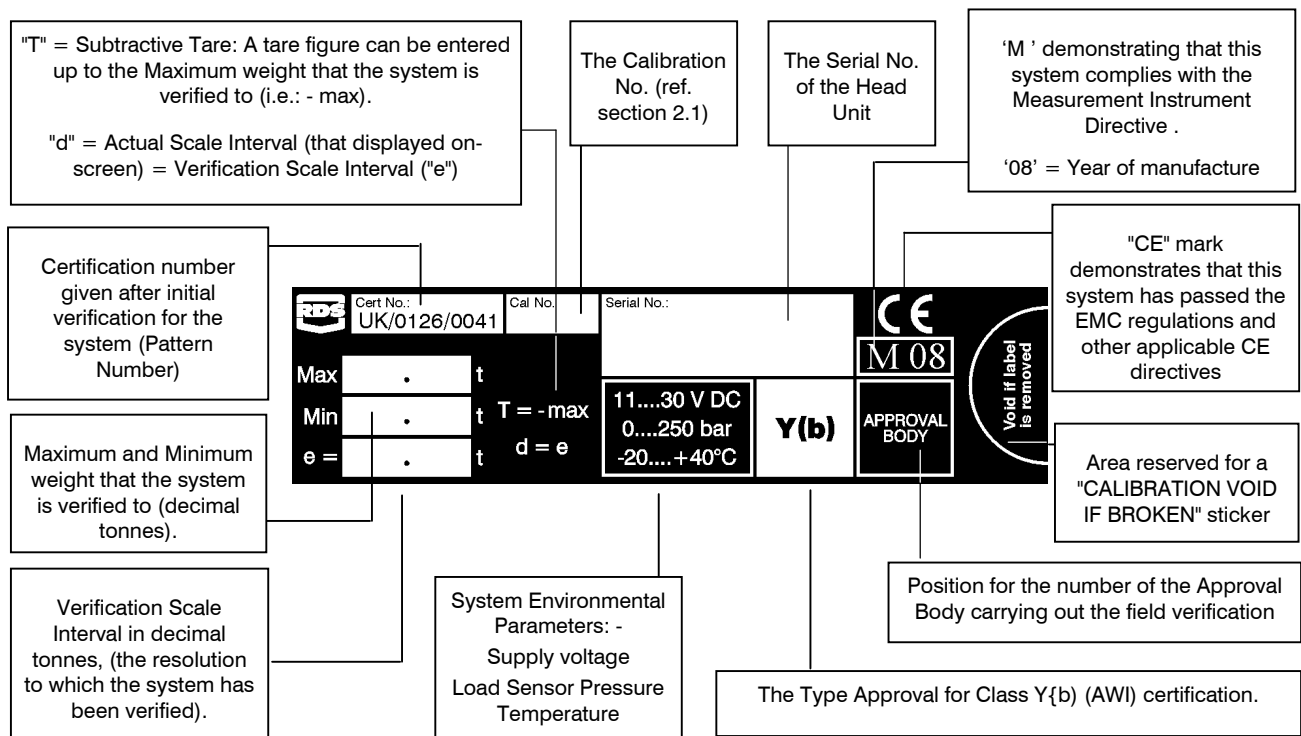 "T" = Subtractive Tare: A tare figure can be entered
up to the Maximum weight that the system is
verified to (i.e.: - max).
"d" = Actual Scale Interval (that displayed on-
screen) = Verification Scale Interval ("e")
The Calibration
No. (ref.
section 2.1)
The Serial No.
of the Head
Unit
‘M ’ demonstrating that this
system complies with the
Measurement Instrument
Directive .
‘08’ = Year of manufacture
Certification number
given after initial
verification for the
system (Pattern
Number)
"CE" mark
demonstrates that this
system has passed the
EMC regulations and
other applicable CE
directives
RDS
Cert No.:
UK/0126/0041
Cal No.
Serial No.:
CE
M 08
Max . t
Min . t
e = . t
T = - max
d = e
11....30 V DC
0....250 bar
-20....+40°C
Y(b)
APPROVAL
BODY
Void if label
is removed
Maximum and Minimum
weight that the system
is verified to (decimal
tonnes).
Area reserved for a
"CALIBRATION VOID
IF BROKEN" sticker
Verification Scale
Interval in decimal
tonnes, (the resolution
to which the system has
been verified).
System Environmental
Parameters: -
Supply voltage
Load Sensor Pressure
Temperature
Position for the number of the Approval
Body carrying out the field verification
The Type Approval for Class Y{b) (AWI) certification.